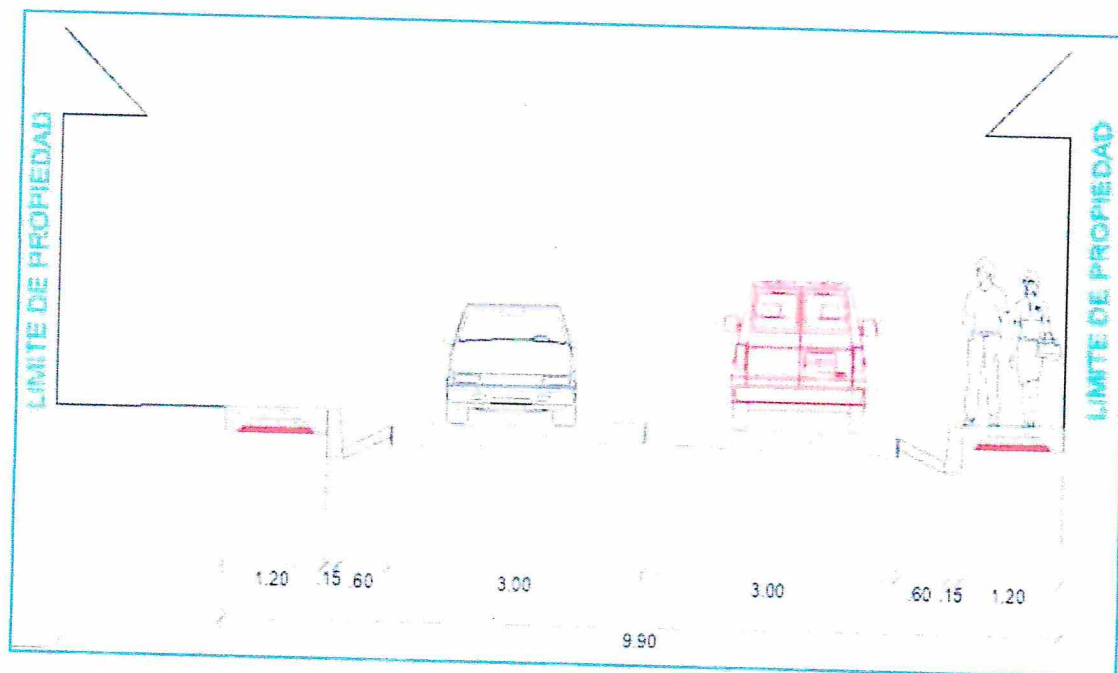 LIMITE DE PROPIEDAD
LIMITE DE PROPIEDAD
1.20 .15 .60 3.00 3.00 .60 .15 1.20
9.90